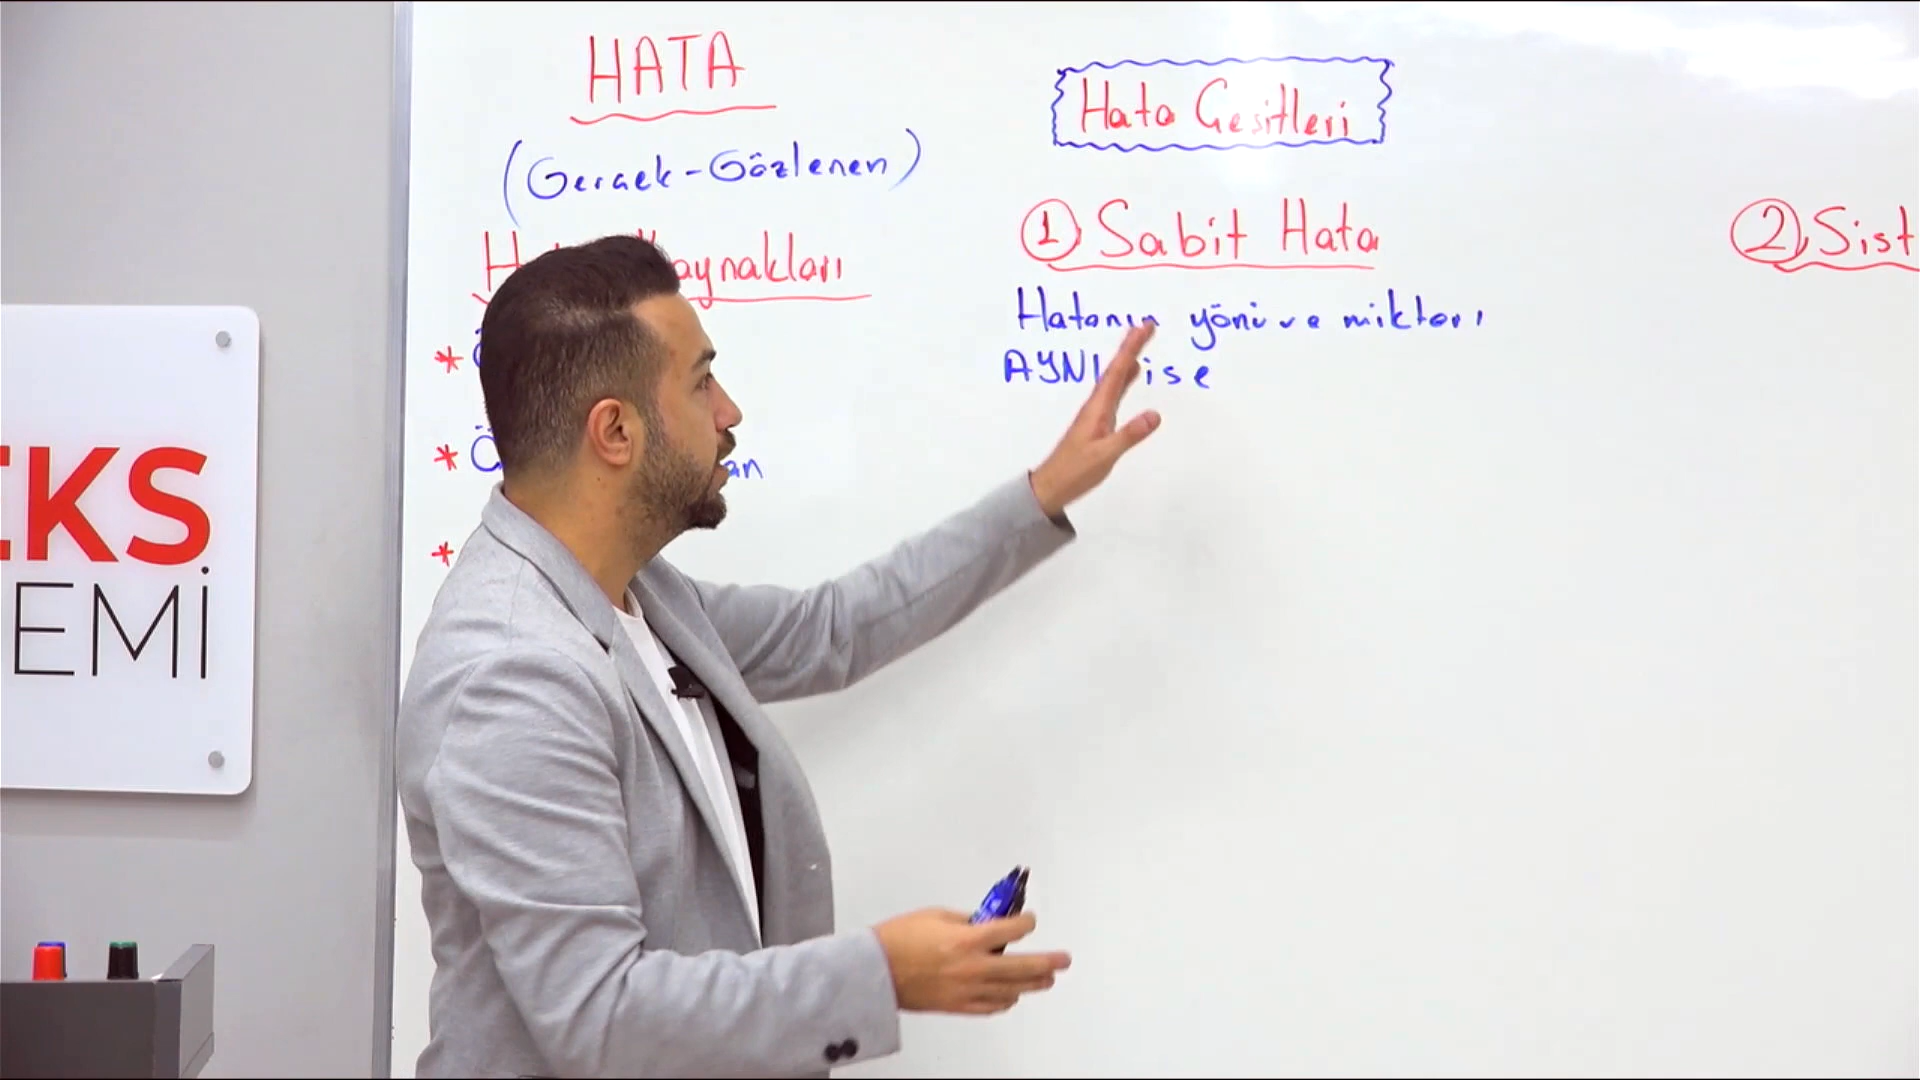 HATA
(Gerçek-Gözlenen)
Kaynakları
Hata Çeşitleri
① Sabit Hata
Hatanın yönü ve miktarı
AYNI ise
② Sist
EKS
EMİ